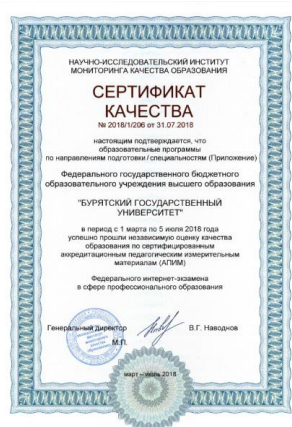 НАУЧНО-ИССЛЕДОВАТЕЛЬСКИЙ ИНСТИТУТ
МОНИТОРИНГА КАЧЕСТВА ОБРАЗОВАНИЯ
СЕРТИФИКАТ
КАЧЕСТВА
№ 2018/1/206 от 31.07.2018
настоящим подтверждается, что
образовательные программы
по направлениям подготовки/специальностям (Приложение)
Федерального государственного бюджетного
образовательного учреждения высшего образования
"БУРЯТСКИЙ ГОСУДАРСТВЕННЫЙ
УНИВЕРСИТЕТ"
в период с 1 марта по 5 июля 2018 года
успешно прошли независимую оценку качества
образования по сертифицированным
аккредитационным педагогическим измерительным
материалам (АПИМ)
Федерального интернет-экзамена
в сфере профессионального образования
Генеральный директор В.Г. Наводнов
М.П.
март – июль 2018